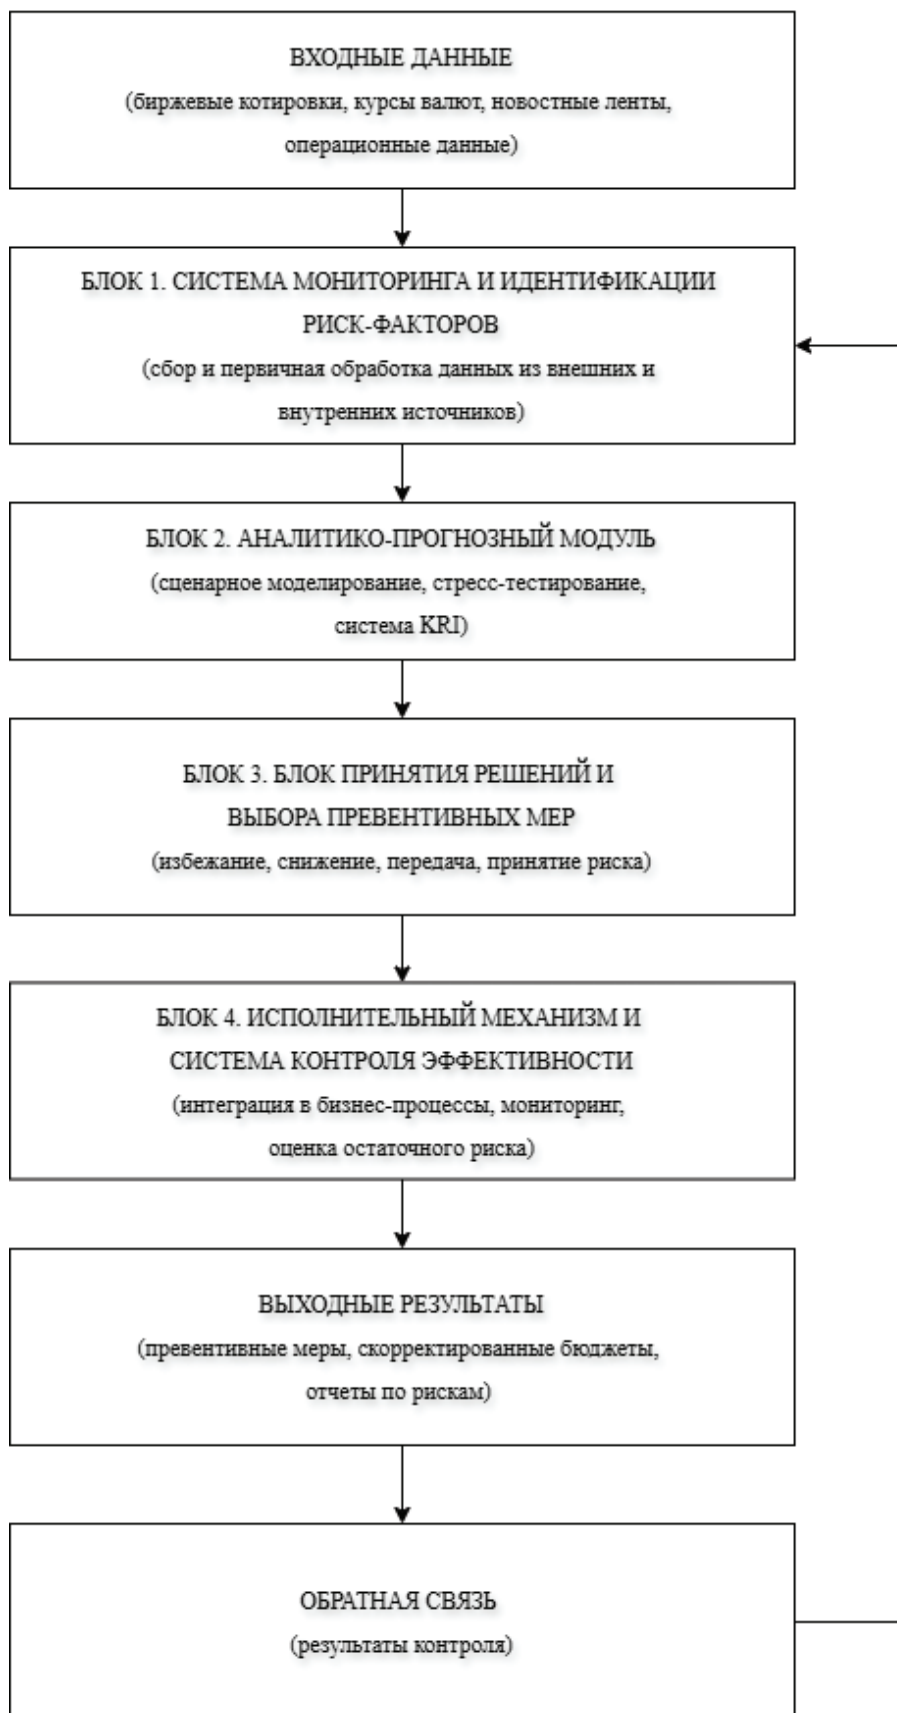 ВХОДНЫЕ ДАННЫЕ
(биржевые котировки, курсы валют, новостные ленты,
операционные данные)
БЛОК 1. СИСТЕМА МОНИТОРИНГА И ИДЕНТИФИКАЦИИ
РИСК-ФАКТОРОВ
(сбор и первичная обработка данных из внешних и
внутренних источников)
БЛОК 2. АНАЛИТИКО-ПРОГНОЗНЫЙ МОДУЛЬ
(сценарное моделирование, стресс-тестирование,
система KRI)
БЛОК 3. БЛОК ПРИНЯТИЯ РЕШЕНИЙ И
ВЫБОРА ПРЕВЕНТИВНЫХ МЕР
(избежание, снижение, передача, принятие риска)
БЛОК 4. ИСПОЛНИТЕЛЬНЫЙ МЕХАНИЗМ И
СИСТЕМА КОНТРОЛЯ ЭФФЕКТИВНОСТИ
(интеграция в бизнес-процессы, мониторинг,
оценка остаточного риска)
ВЫХОДНЫЕ РЕЗУЛЬТАТЫ
(превентивные меры, скорректированные бюджеты,
отчеты по рискам)
ОБРАТНАЯ СВЯЗЬ
(результаты контроля)